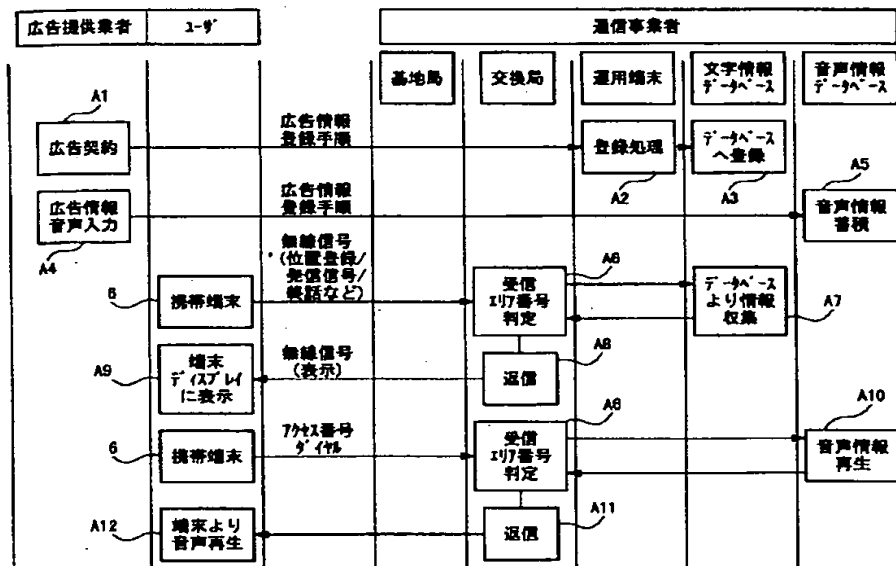 広告提供業者
ユーザ
通信事業者
基地局
交換局
運用端末
文字情報
データベース
音声情報
データベース
A1
広告契約
広告情報
登録手順
登録処理
A2
データベース
へ登録
A3
広告情報
音声入力
A4
広告情報
登録手順
A5
音声情報
蓄積
無線信号
(位置登録/
発信信号/
終話など)
6
携帯端末
A6
受信
エリア番号
判定
データベース
より情報
収集
A7
A9
端末
ディスプレイ
に表示
無線信号
(表示)
返信
A8
6
携帯端末
アクセス番号
ダイヤル
A6
受信
エリア番号
判定
A10
音声情報
再生
A12
端末より
音声再生
返信
A11